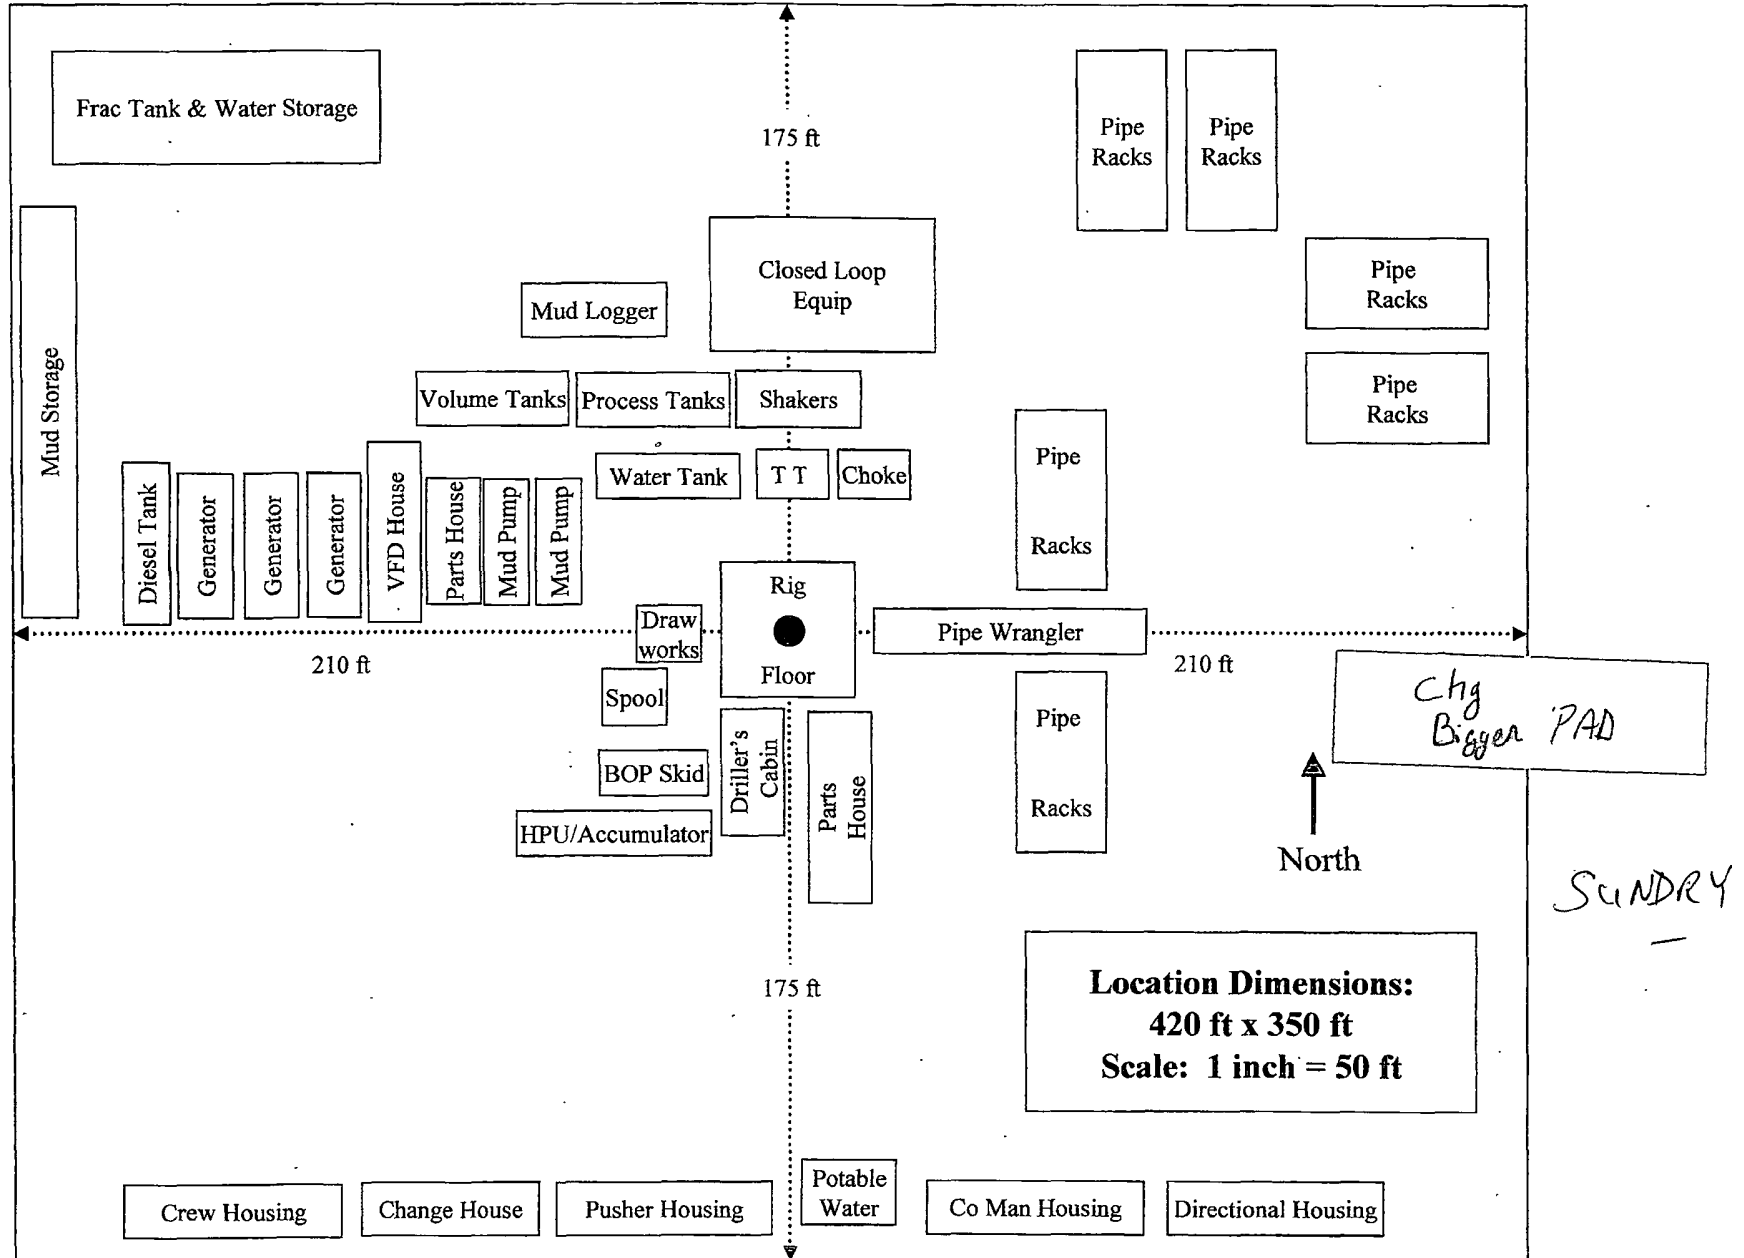 Frac Tank & Water Storage
175 ft
Pipe
Racks
Pipe
Racks
Closed Loop
Equip
Pipe
Racks
Mud Logger
Mud Storage
Volume Tanks
Process Tanks
Shakers
Pipe
Racks
Water Tank
T T
Choke
Pipe
Racks
Diesel Tank
Generator
Generator
Generator
VFD House
Parts House
Mud Pump
Mud Pump
Rig
Floor
Draw
works
Pipe Wrangler
210 ft
210 ft
Chg
Bigger PAD
Spool
Pipe
Racks
BOP Skid
Driller's
Cabin
Parts
House
HPU/Accumulator
North
SUNDRY
Location Dimensions:
420 ft x 350 ft
Scale: 1 inch = 50 ft
175 ft
Crew Housing
Change House
Pusher Housing
Potable
Water
Co Man Housing
Directional Housing